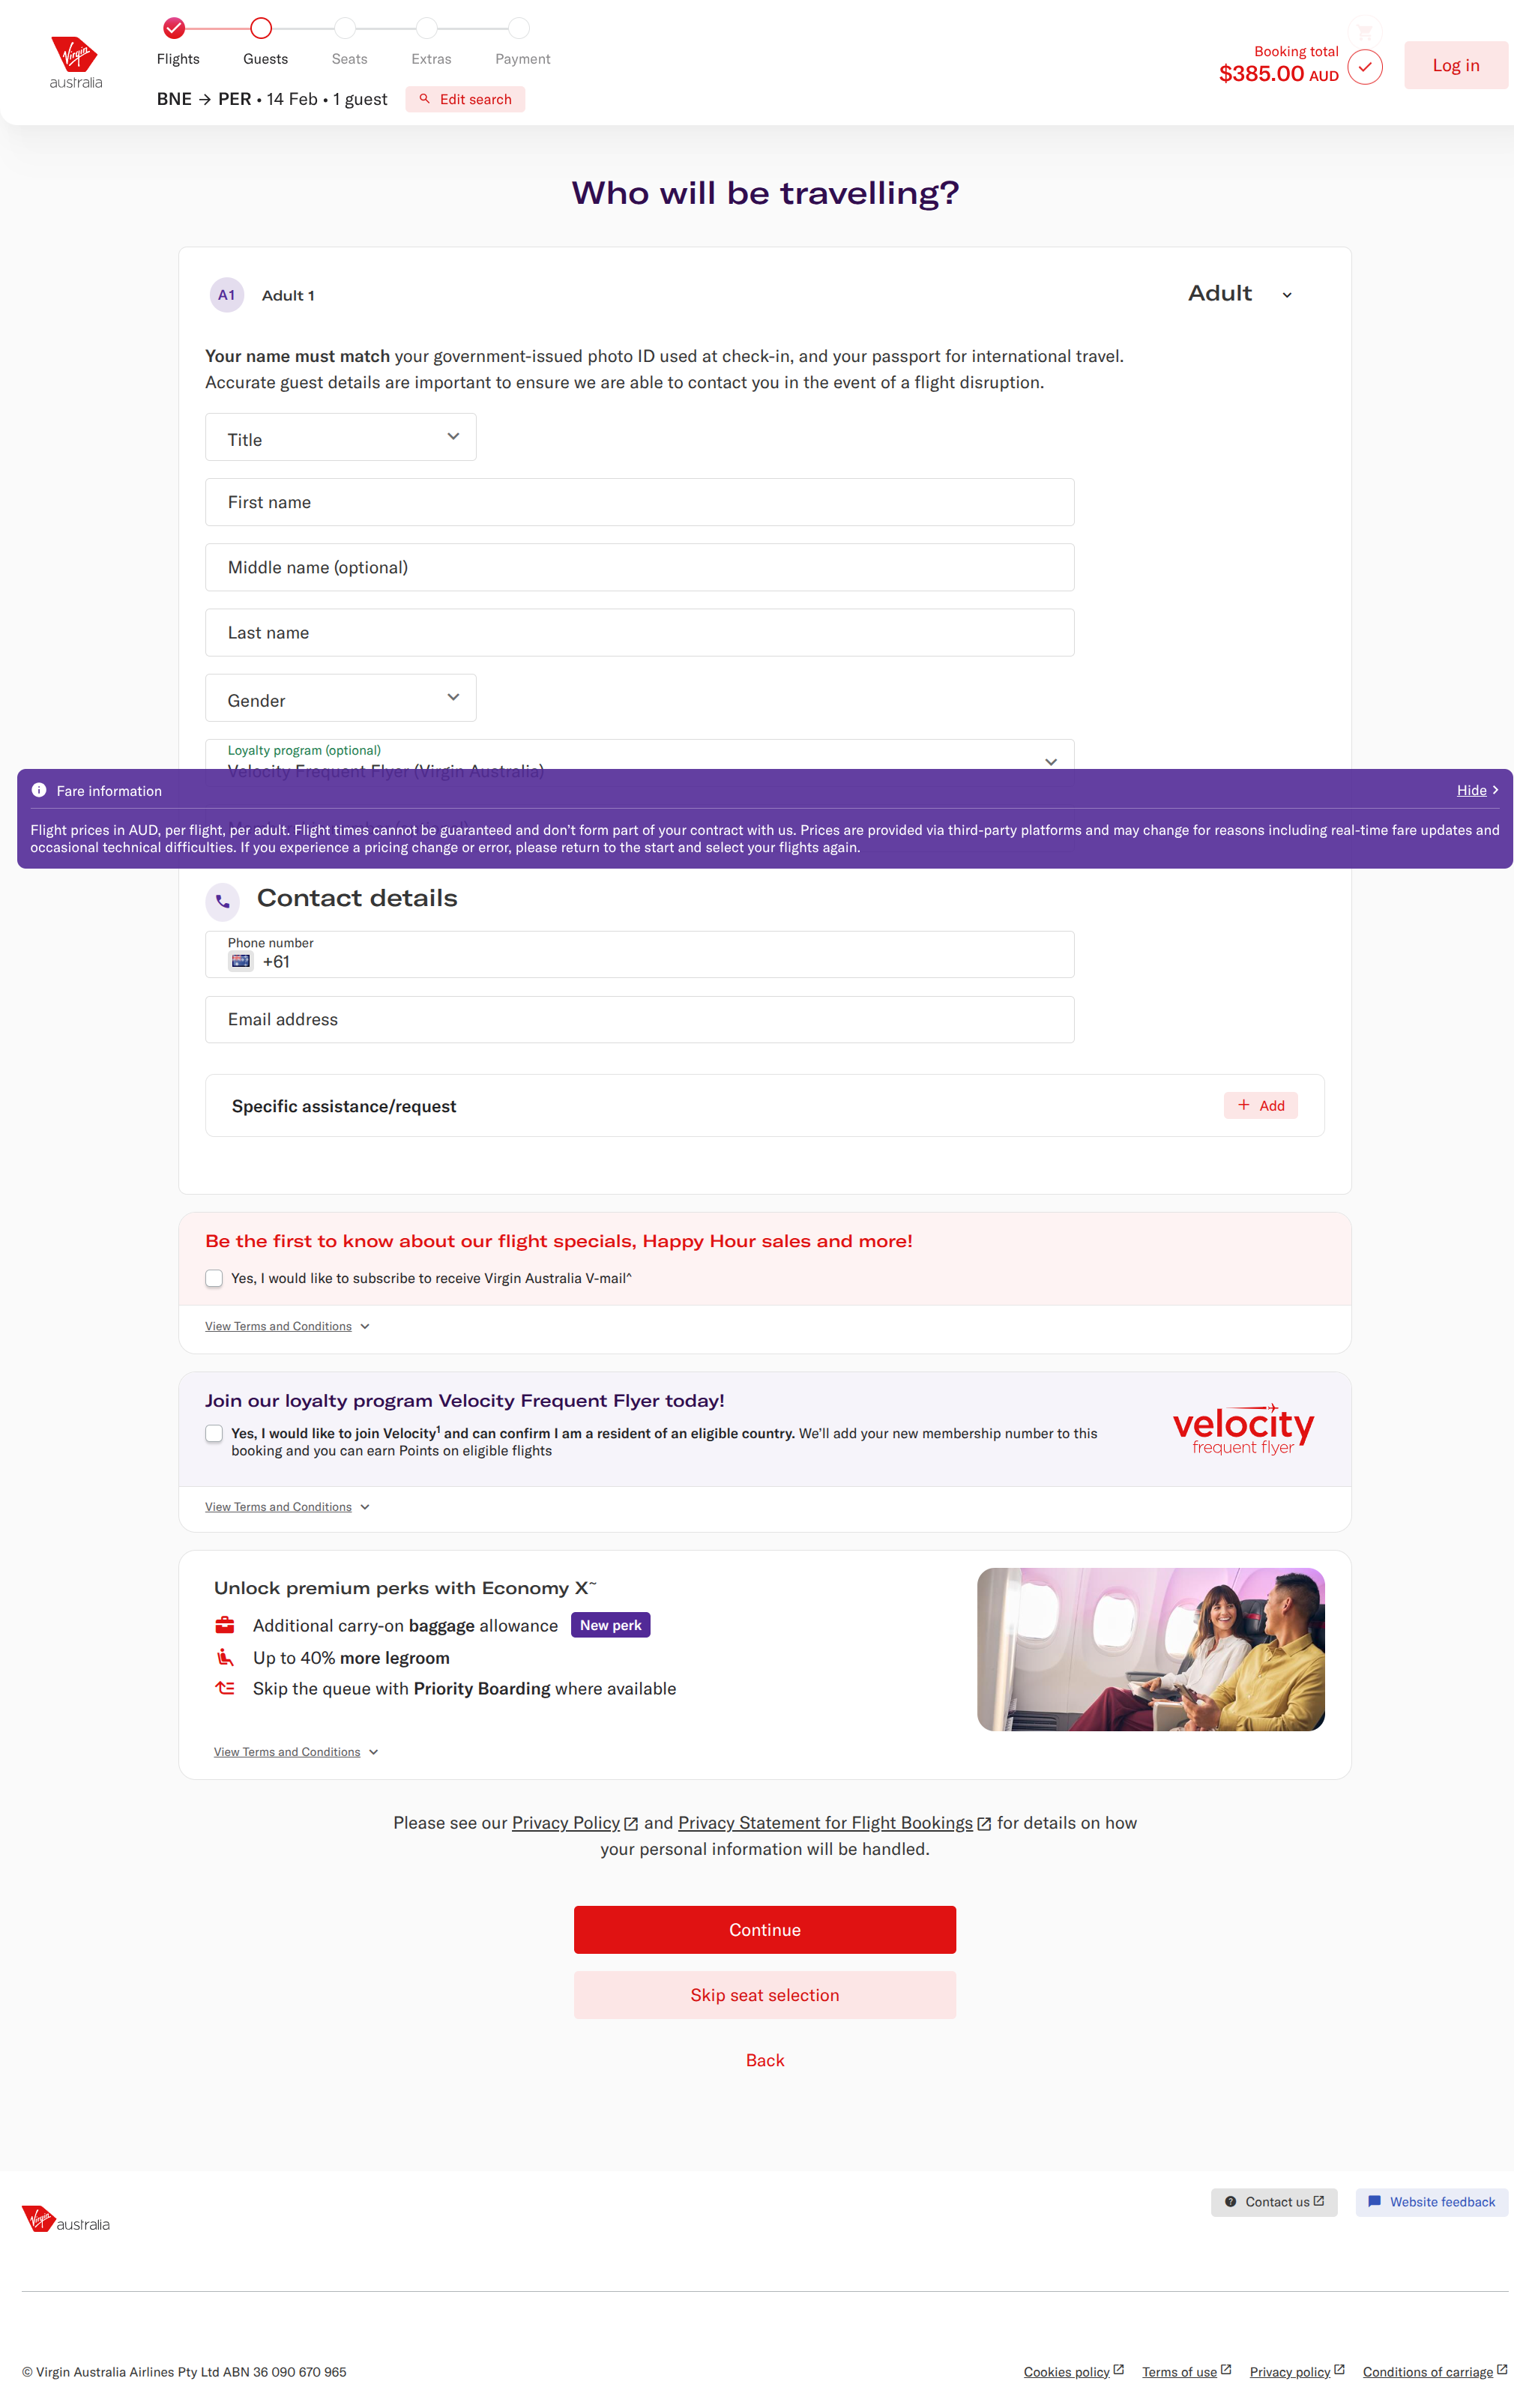 Virgin
australia
Flights
Guests
Seats
Extras
Payment
BNE → PER • 14 Feb • 1 guest
Edit search
Booking total
$385.00 AUD
Log in
Who will be travelling?
A1
Adult 1
Adult
Your name must match your government-issued photo ID used at check-in, and your passport for international travel.
Accurate guest details are important to ensure we are able to contact you in the event of a flight disruption.
Title
First name
Middle name (optional)
Last name
Gender
Loyalty program (optional)
Velocity Frequent Flyer (Virgin Australia)
Fare information
Hide
Flight prices in AUD, per flight, per adult. Flight times cannot be guaranteed and don't form part of your contract with us. Prices are provided via third-party platforms and may change for reasons including real-time fare updates and
occasional technical difficulties. If you experience a pricing change or error, please return to the start and select your flights again.
Contact details
Phone number
+61
Email address
Specific assistance/request
+ Add
Be the first to know about our flight specials, Happy Hour sales and more!
Yes, I would like to subscribe to receive Virgin Australia V-mail^
View Terms and Conditions
Join our loyalty program Velocity Frequent Flyer today!
Yes, I would like to join Velocity¹ and can confirm I am a resident of an eligible country. We'll add your new membership number to this
booking and you can earn Points on eligible flights
velocity
frequent flyer
View Terms and Conditions
Unlock premium perks with Economy X~
Additional carry-on baggage allowance
New perk
Up to 40% more legroom
Skip the queue with Priority Boarding where available
View Terms and Conditions
Please see our Privacy Policy and Privacy Statement for Flight Bookings for details on how
your personal information will be handled.
Continue
Skip seat selection
Back
Contact us
Website feedback
Virgin australia
© Virgin Australia Airlines Pty Ltd ABN 36 090 670 965
Cookies policy
Terms of use
Privacy policy
Conditions of carriage